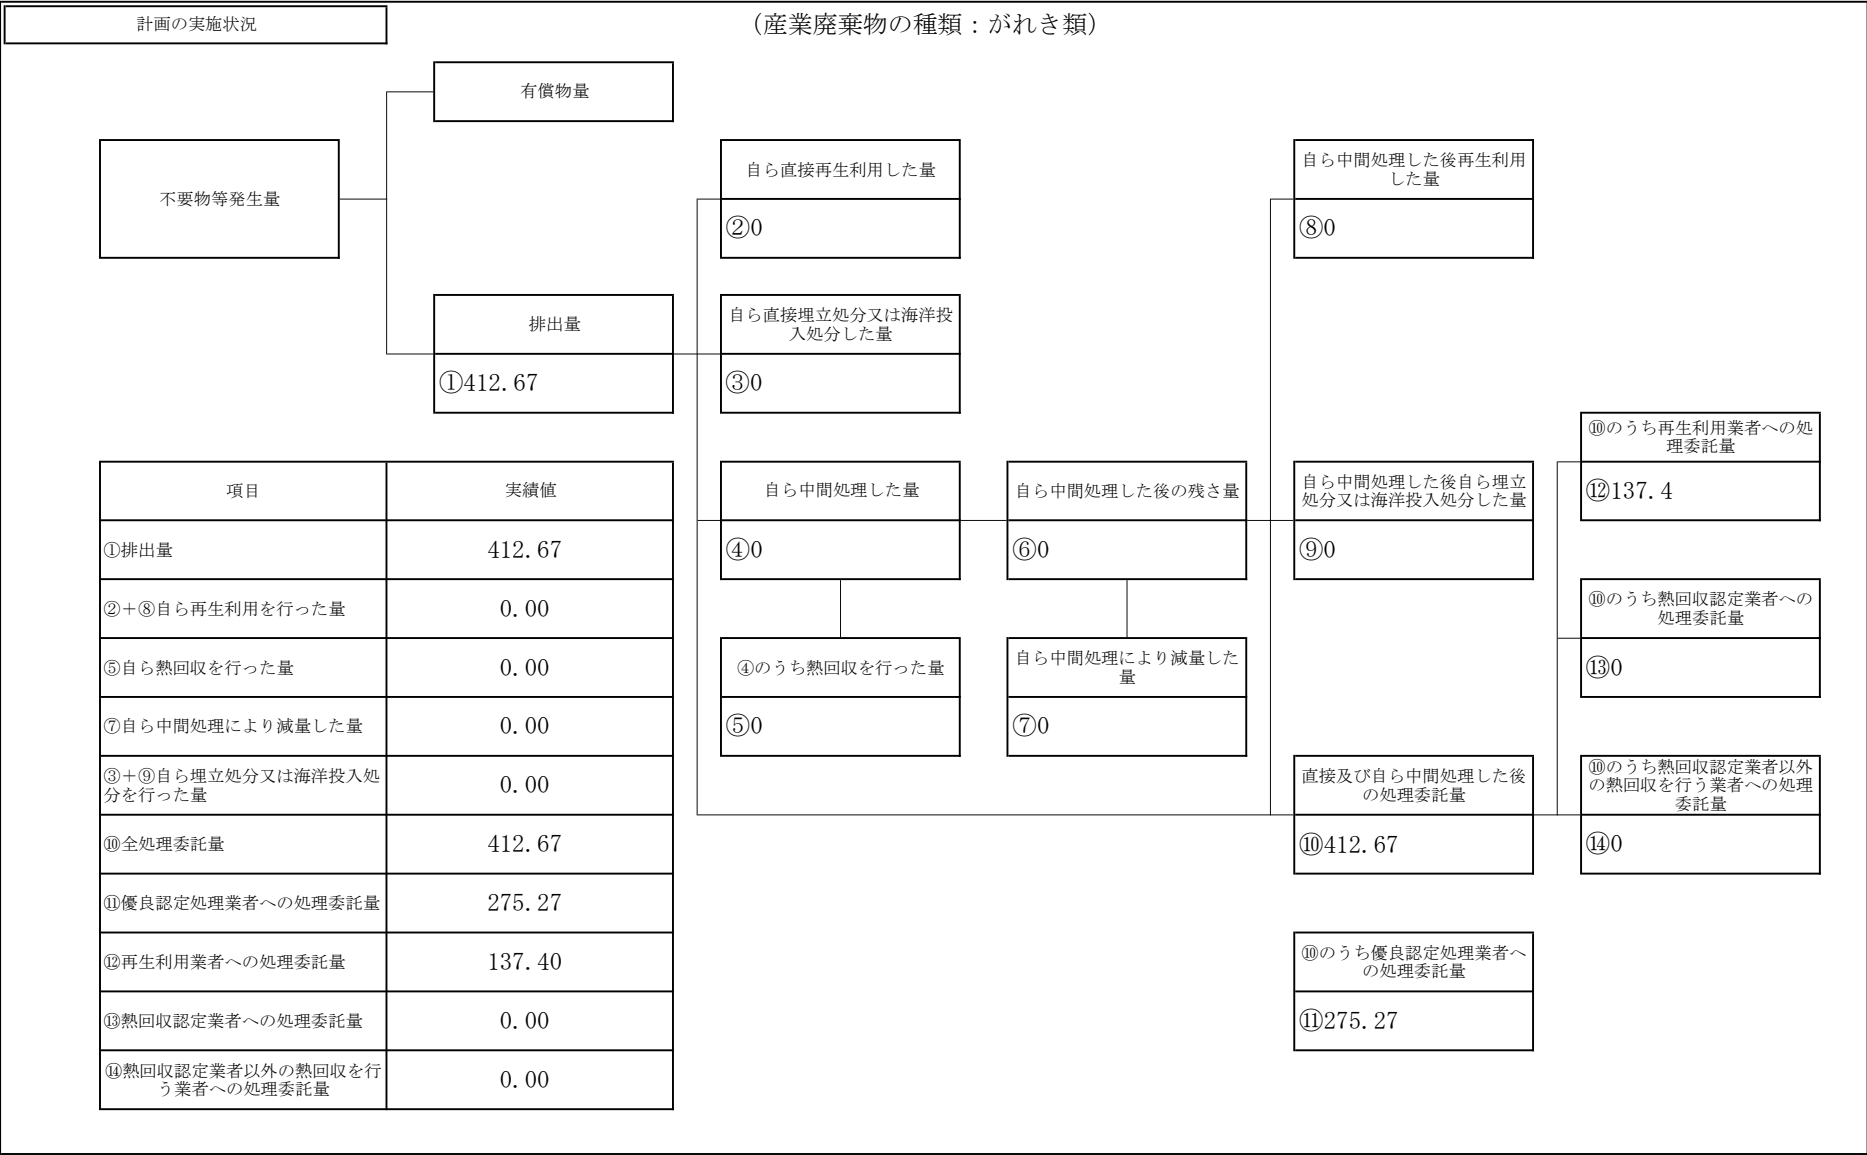 計画の実施状況
（産業廃棄物の種類：がれき類）
有償物量
不要物等発生量
自ら直接再生利用した量
②0
自ら中間処理した後再生利用
した量
⑧0
排出量
①412.67
自ら直接埋立処分又は海洋投
入処分した量
③0
⑩のうち再生利用業者への処
理委託量
⑫137.4
項目
実績値
①排出量
412.67
②＋⑧自ら再生利用を行った量
0.00
⑤自ら熱回収を行った量
0.00
⑦自ら中間処理により減量した量
0.00
③＋⑨自ら埋立処分又は海洋投入処
分を行った量
0.00
⑩全処理委託量
412.67
⑪優良認定処理業者への処理委託量
275.27
⑫再生利用業者への処理委託量
137.40
⑬熱回収認定業者への処理委託量
0.00
⑭熱回収認定業者以外の熱回収を行
う業者への処理委託量
0.00
自ら中間処理した量
④0
自ら中間処理した後の残さ量
⑥0
自ら中間処理した後自ら埋立
処分又は海洋投入処分した量
⑨0
④のうち熱回収を行った量
⑤0
自ら中間処理により減量した
量
⑦0
⑩のうち熱回収認定業者への
処理委託量
⑬0
直接及び自ら中間処理した後
の処理委託量
⑩412.67
⑩のうち熱回収認定業者以外
の熱回収を行う業者への処理
委託量
⑭0
⑩のうち優良認定処理業者へ
の処理委託量
⑪275.27